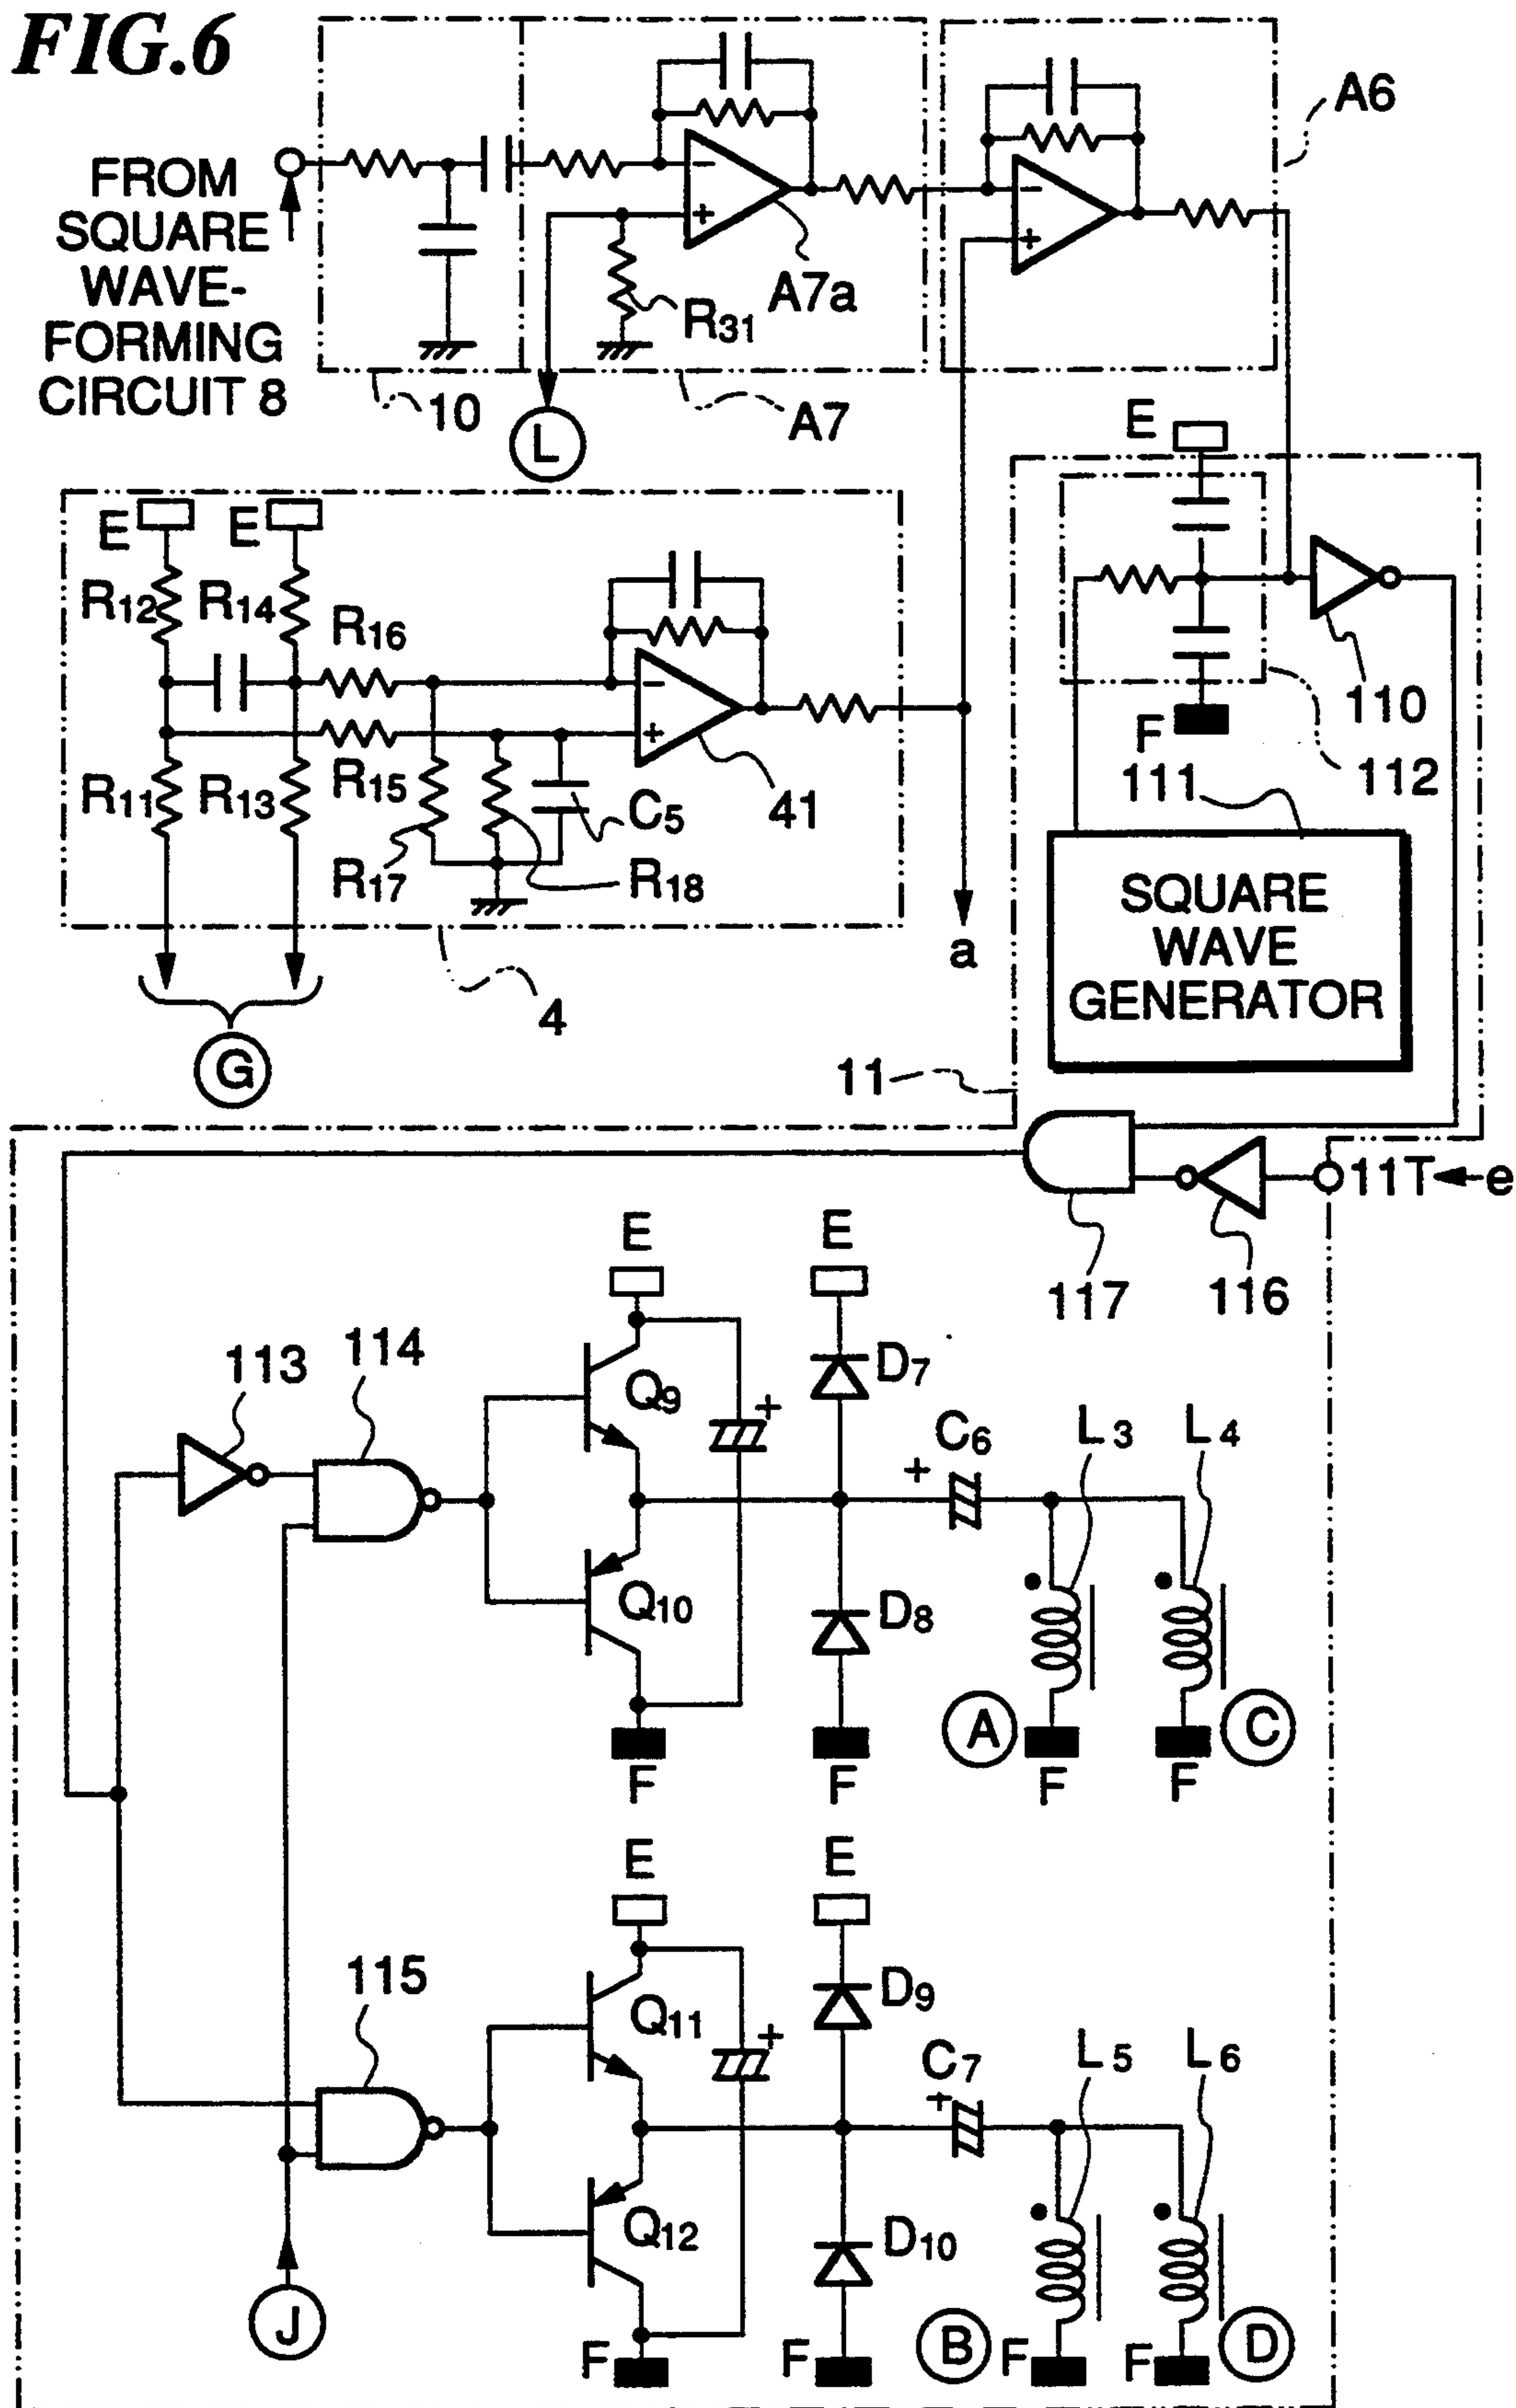 FIG.6
A6
FROM
SQUARE
WAVE-
FORMING
CIRCUIT 8
A7a
R31
10
A7
L
E
E
E
R12
R14
R16
110
F
R11
R13
R15
C5
41
111
112
R17
R18
SQUARE
WAVE
GENERATOR
a
4
G
11
11T
e
E
E
117
116
113
114
Q9
D7
C6
+
+
L3
L4
Q10
D8
A
C
F
F
F
F
E
E
115
Q11
D9
C7
+
+
L5
L6
Q12
D10
J
F
F
B
F
F
D